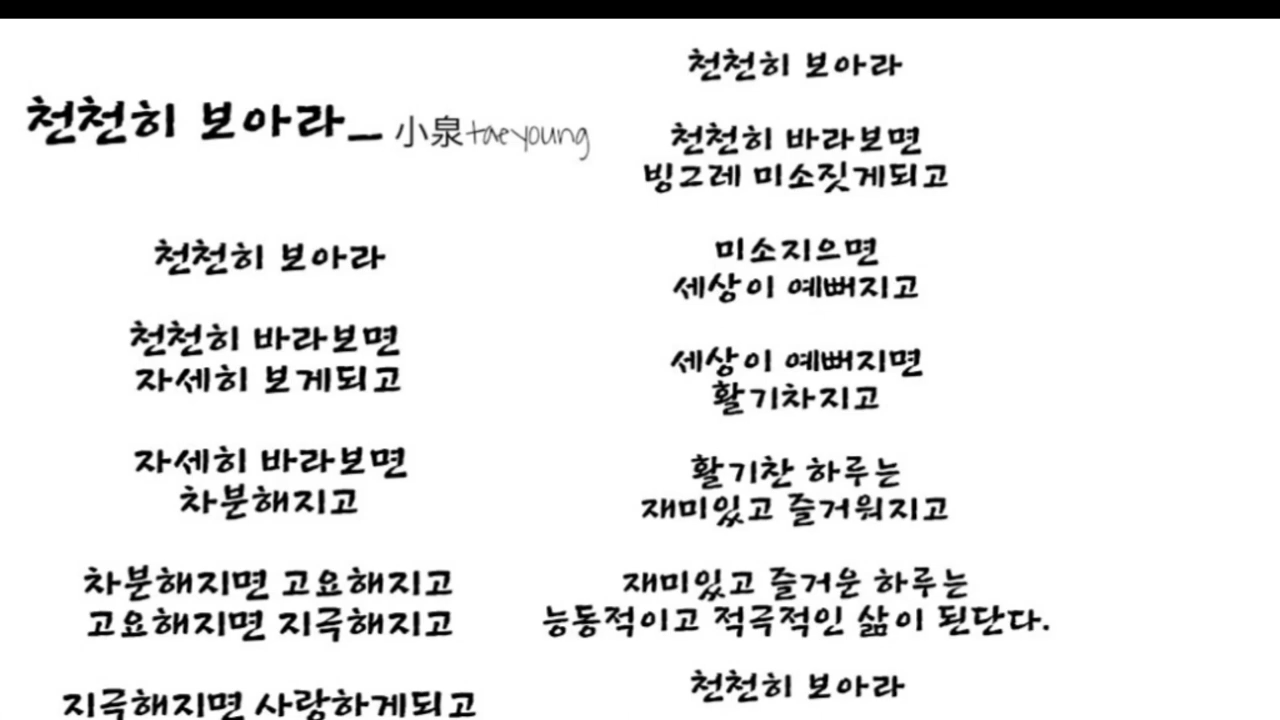 천천히 보아라_ 小泉taeyoung
천천히 보아라
천천히 바라보면
자세히 보게되고
자세히 바라보면
차분해지고
차분해지면 고요해지고
고요해지면 지극해지고
지극해지면 사랑하게되고
천천히 보아라
천천히 바라보면
빙그레 미소짓게되고
미소지으면
세상이 예뻐지고
세상이 예뻐지면
활기차지고
활기찬 하루는
재미있고 즐거워지고
재미있고 즐거운 하루는
능동적이고 적극적인 삶이 된단다.
천천히 보아라